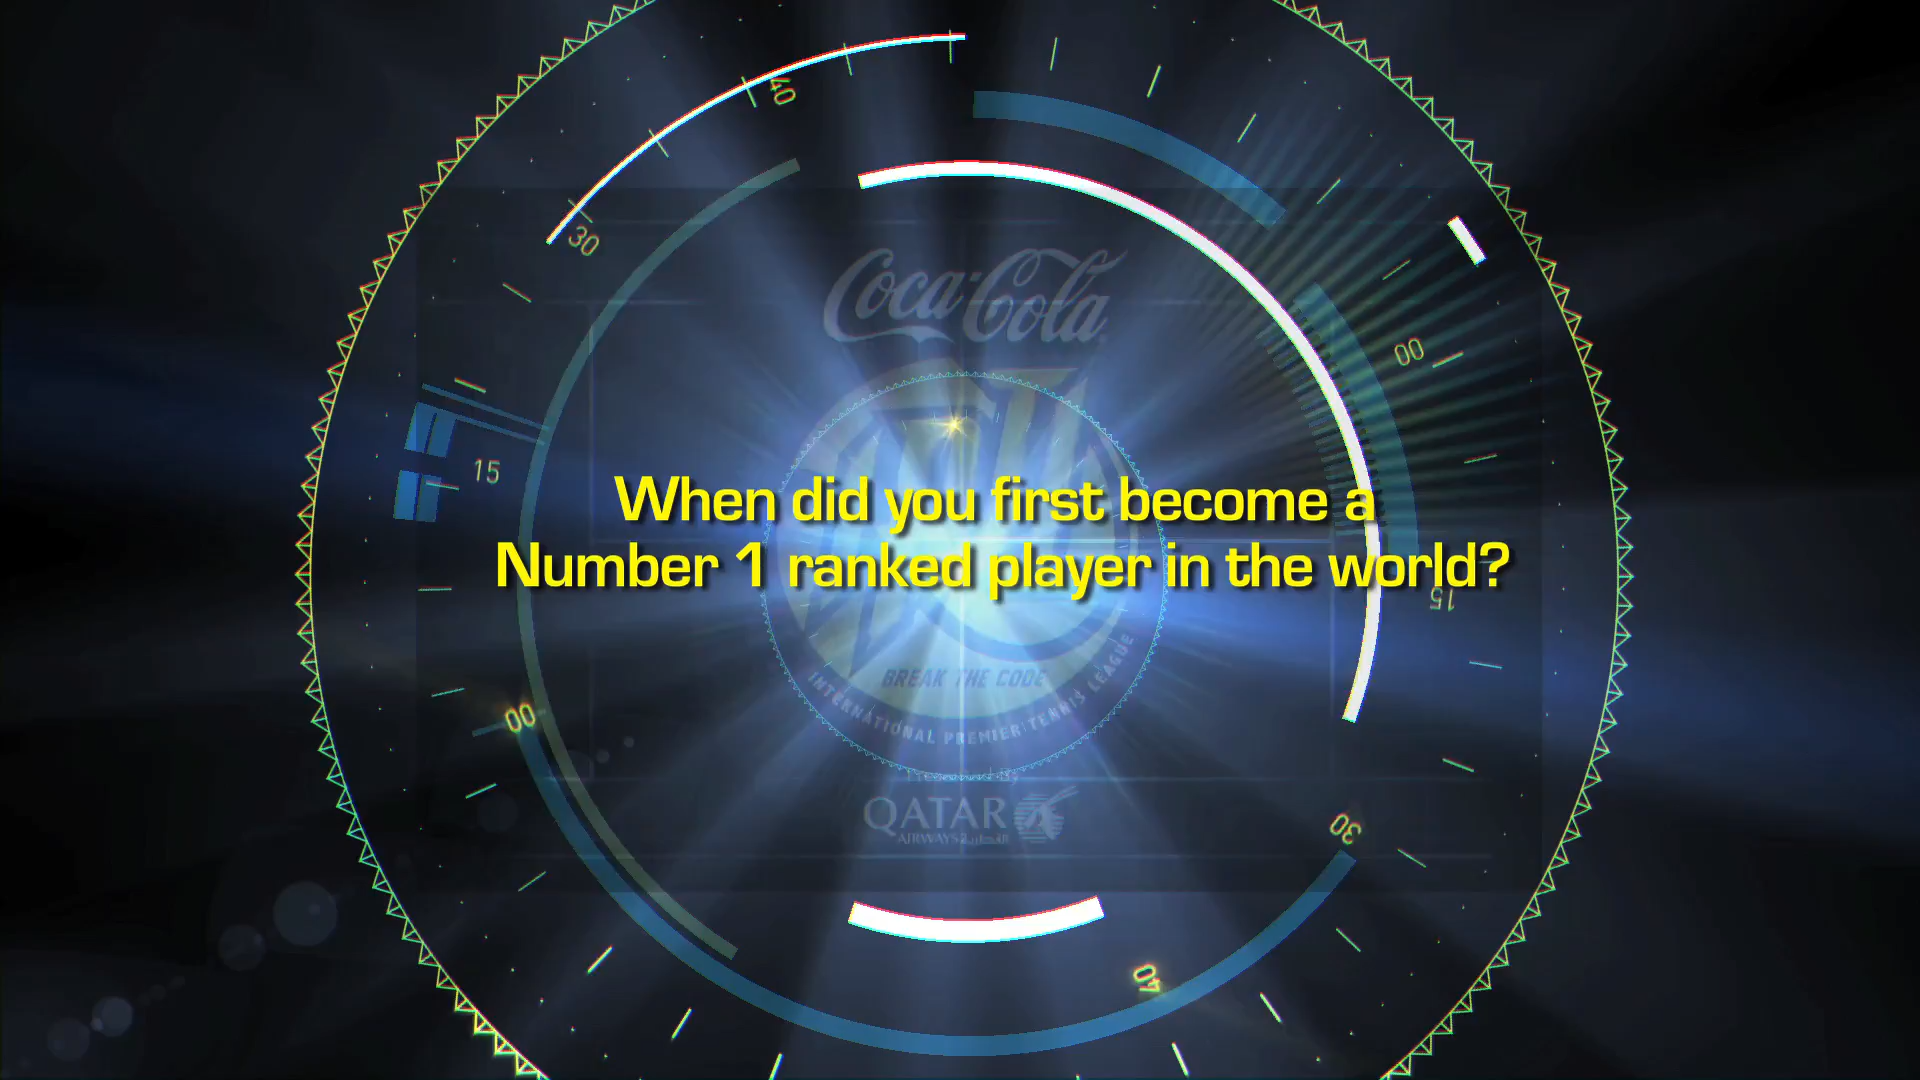 40
30
Coca-Cola
00
15
When did you first become a
Number 1 ranked player in the world?
15
BREAK THE CODE
INTERNATIONAL PREMIER TENNIS LEAGUE
00
QATAR
AIRWAYS القطرية
30
40